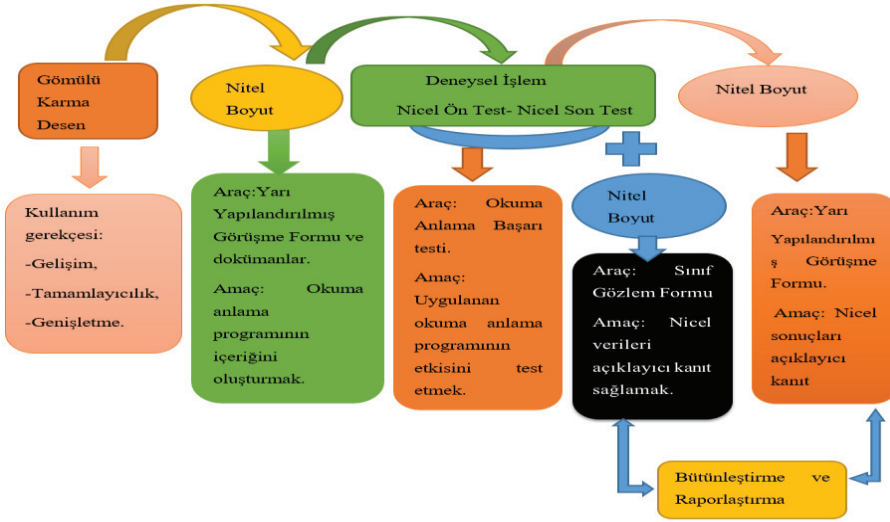 Gömülü
Karma
Desen
Nitel
Boyut
Deneysel İşlem
Nicel Ön Test- Nicel Son Test
Nitel Boyut
Kullanım
gerekçesi:
-Gelişim,
-Tamamlayıcılık,
-Genişletme.
Araç:Yarı
Yapılandırılmış
Görüşme Formu ve
dokümanlar.
Amaç: Okuma
anlama
programının
içeriğini
oluşturmak.
Araç: Okuma
Anlama Başarı
testi.
Amaç:
Uygulanan
okuma anlama
programının
etkisini test
etmek.
Nitel
Boyut
Araç: Sınıf
Gözlem Formu
Amaç: Nicel
verileri
açıklayıcı kanıt
sağlamak.
Araç:Yarı
Yapılandırılmı
ş Görüşme
Formu.
Amaç: Nicel
sonuçları
açıklayıcı
kanıt
Bütünleştirme ve
Raporlaştırma